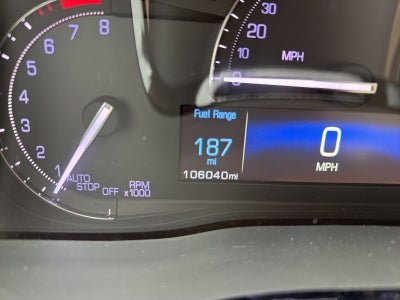 8
7
6
5
4
3
2
1
AUTO
STOP
OFF
RPM
x1000
30
20
10
0
MPH
Fuel Range
187
mi
106040mi
0
MPH